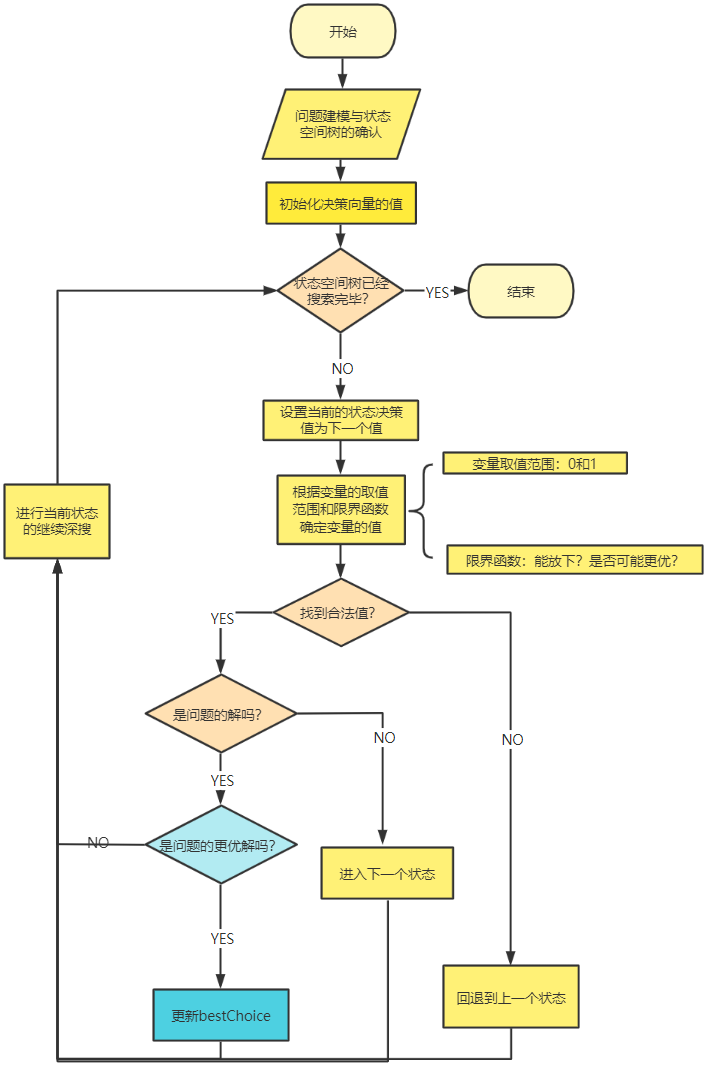 开始
问题建模与状态
空间树的确认
初始化决策向量的值
状态空间树已经
搜索完毕?
YES
结束
NO
设置当前的状态决策
值为下一个值
根据变量的取值
范围和限界函数
确定变量的值
变量取值范围：0和1
限界函数：能放下？是否可能更优?
进行当前状态
的继续深搜
找到合法值?
YES
NO
是问题的解吗?
NO
YES
是问题的更优解吗?
NO
进入下一个状态
YES
更新bestChoice
回退到上一个状态